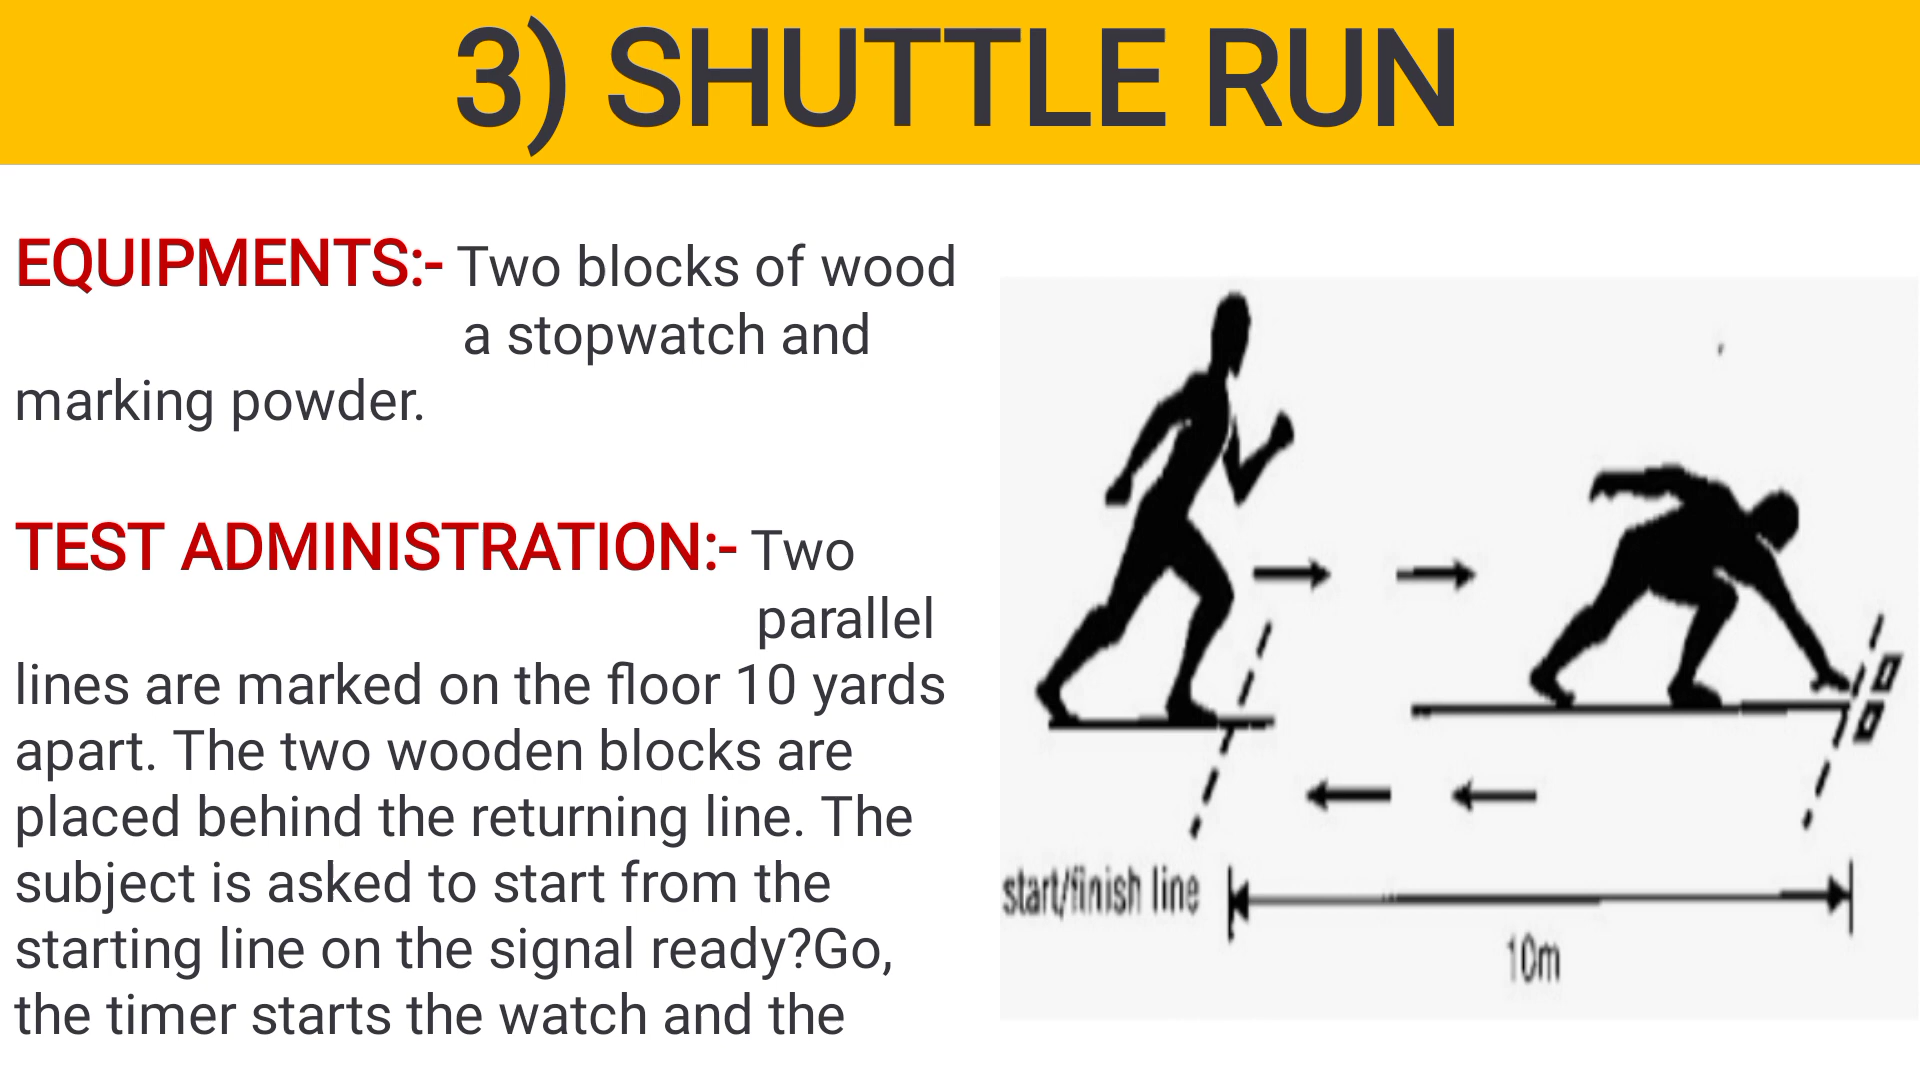 3) SHUTTLE RUN
EQUIPMENTS:- Two blocks of wood
a stopwatch and
marking powder.
TEST ADMINISTRATION:- Two
parallel
lines are marked on the floor 10 yards
apart. The two wooden blocks are
placed behind the returning line. The
subject is asked to start from the
starting line on the signal ready?Go,
the timer starts the watch and the
start/finish line
10m